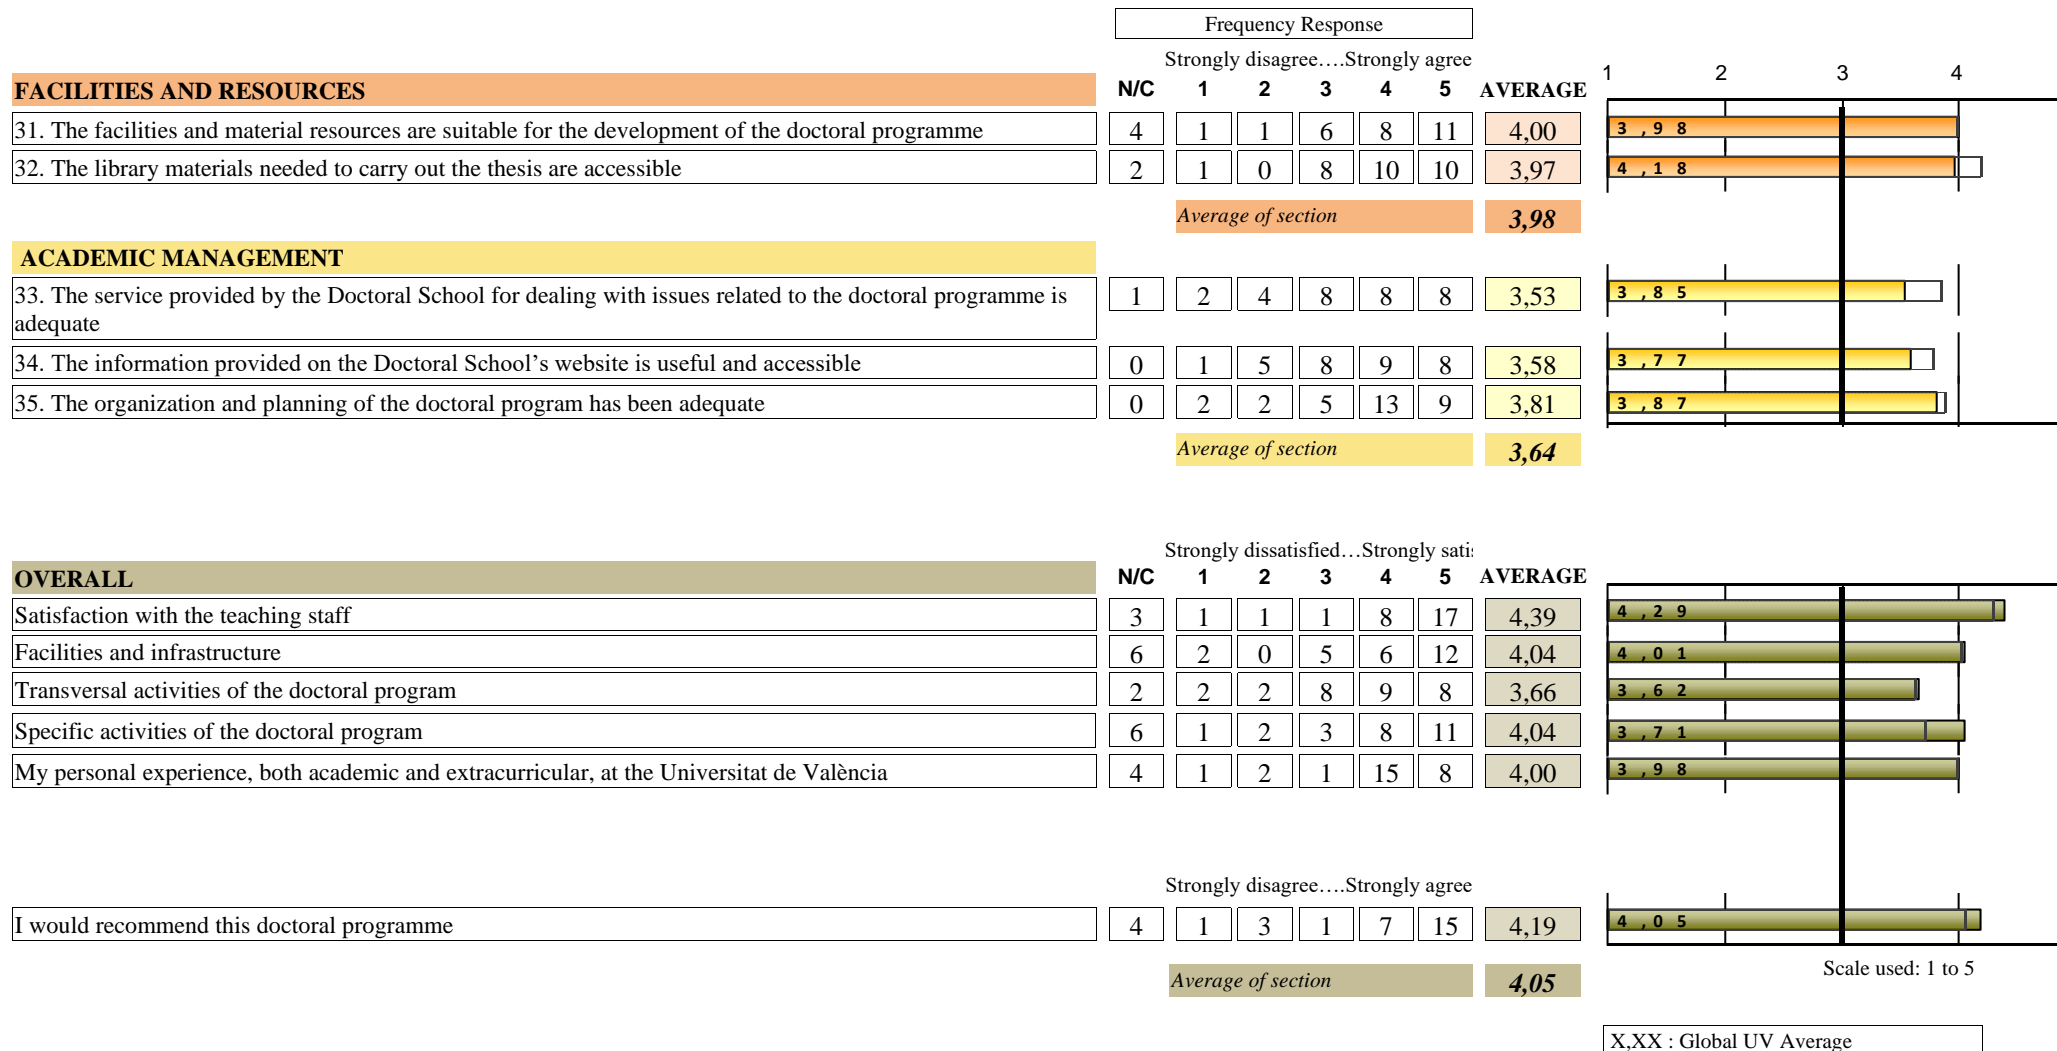 Frequency Response
Strongly disagree….Strongly agree
FACILITIES AND RESOURCES N/C 1 2 3 4 5 AVERAGE 1 2 3 4
31. The facilities and material resources are suitable for the development of the doctoral programme 4 1 1 6 8 11 4,00 3,98
32. The library materials needed to carry out the thesis are accessible 2 1 0 8 10 10 3,97 4,18
Average of section 3,98
ACADEMIC MANAGEMENT
33. The service provided by the Doctoral School for dealing with issues related to the doctoral programme is 1 2 4 8 8 8 3,53 3,85
adequate
34. The information provided on the Doctoral School’s website is useful and accessible 0 1 5 8 9 8 3,58 3,77
35. The organization and planning of the doctoral program has been adequate 0 2 2 5 13 9 3,81 3,87
Average of section 3,64
Strongly dissatisfied…Strongly satis
OVERALL N/C 1 2 3 4 5 AVERAGE
Satisfaction with the teaching staff 3 1 1 1 8 17 4,39 4,29
Facilities and infrastructure 6 2 0 5 6 12 4,04 4,01
Transversal activities of the doctoral program 2 2 2 8 9 8 3,66 3,62
Specific activities of the doctoral program 6 1 2 3 8 11 4,04 3,71
My personal experience, both academic and extracurricular, at the Universitat de València 4 1 2 1 15 8 4,00 3,98
Strongly disagree….Strongly agree
I would recommend this doctoral programme 4 1 3 1 7 15 4,19 4,05
Scale used: 1 to 5
Average of section 4,05
X,XX : Global UV Average